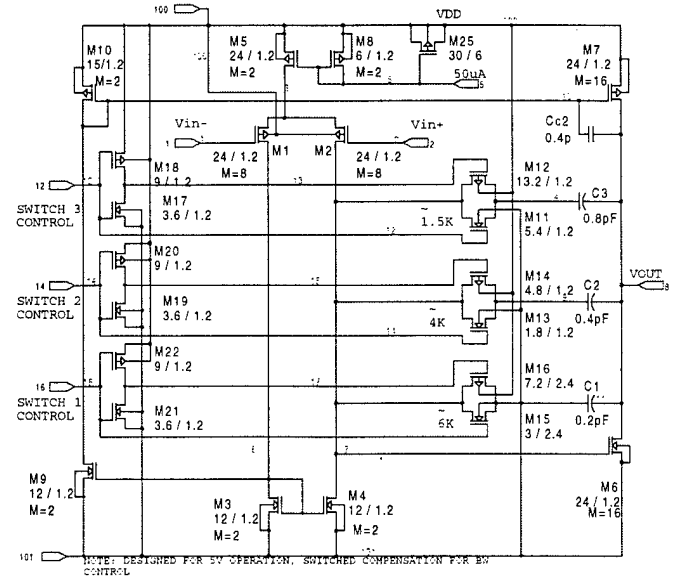 100
VDD
M10
15/1.2
M=2
M5
24 / 1.2
M=2
M8
6 / 1.2
M=2
M25
30 / 6
50uA
5
M7
24 / 1.2
M=16
Cc2
0.4p
Vin-
1
Vin+
2
M1
24 / 1.2
M=8
M2
24 / 1.2
M=8
M18
9 / 1.2
M17
3.6 / 1.2
12
SWITCH 3
CONTROL
13
12
M12
13.2 / 1.2
~
1.5K
M11
5.4 / 1.2
C3
0.8pF
M20
9 / 1.2
M19
3.6 / 1.2
14
SWITCH 2
CONTROL
M14
4.8 / 1.2
~
4K
M13
1.8 / 1.2
C2
0.4pF
VOUT
8
M22
9 / 1.2
M21
3.6 / 1.2
16
SWITCH 1
CONTROL
M16
7.2 / 2.4
~
6K
M15
3 / 2.4
C1
0.2pF
M9
12 / 1.2
M=2
M3
12 / 1.2
M=2
M4
12 / 1.2
M=2
M6
24 / 1.2
M=16
101
NOTE: DESIGNED FOR 5V OPERATION, SWITCHED COMPENSATION FOR BW
CONTROL